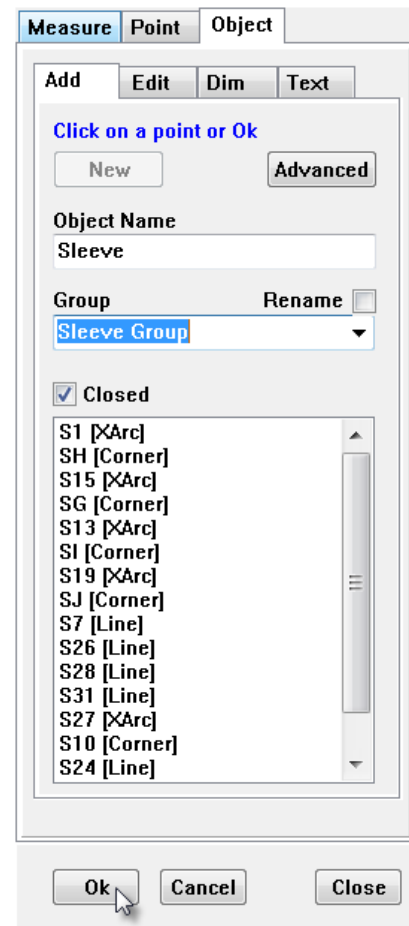 Measure Point Object
Add Edit Dim Text
Click on a point or Ok
New Advanced
Object Name
Sleeve
Group Rename
Sleeve Group
Closed
S1 [XArc]
SH [Corner]
S15 [XArc]
SG [Corner]
S13 [XArc]
SI [Corner]
S19 [XArc]
SJ [Corner]
S7 [Line]
S26 [Line]
S28 [Line]
S31 [Line]
S27 [XArc]
S10 [Corner]
S24 [Line]
Ok Cancel Close